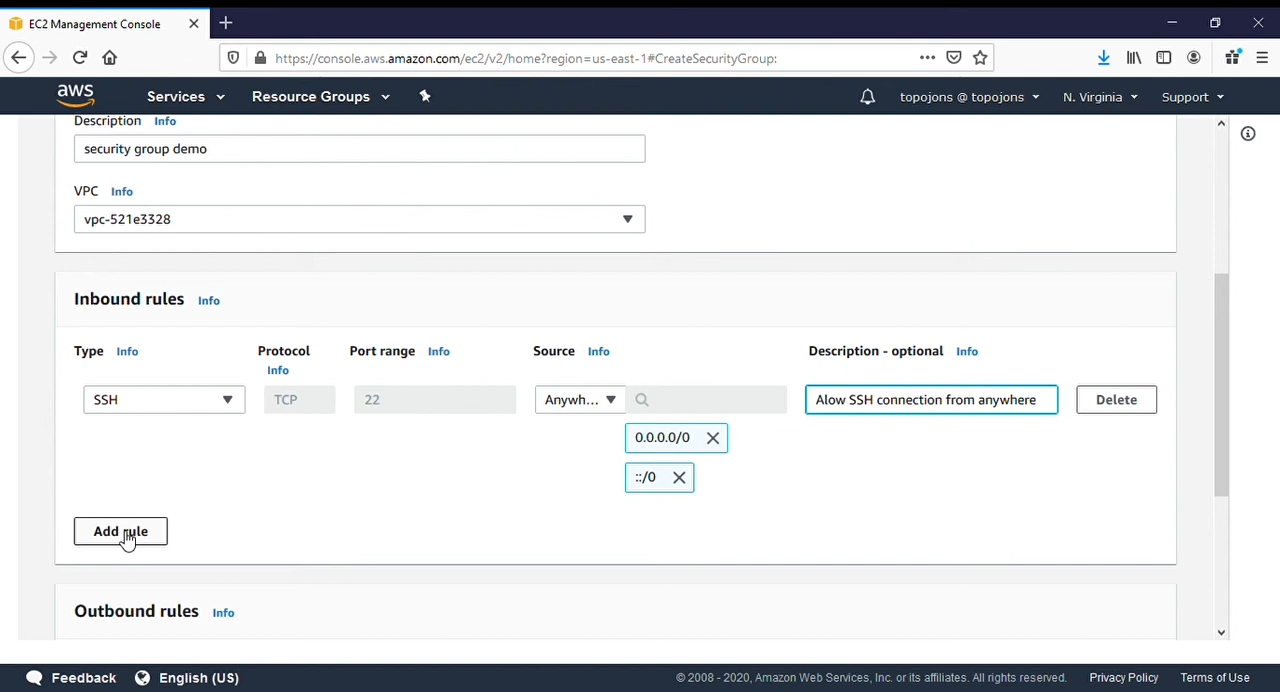 EC2 Management Console
https://console.aws.amazon.com/ec2/v2/home?region=us-east-1#CreateSecurityGroup:
aws Services Resource Groups topojons @ topojons N. Virginia Support
Description Info
security group demo
VPC Info
vpc-521e3328
Inbound rules Info
Type Info Protocol Info Port range Info Source Info Description - optional Info
SSH TCP 22 Anywh... Alow SSH connection from anywhere Delete
0.0.0.0/0
::/0
Add rule
Outbound rules Info
Feedback English (US) © 2008 - 2020, Amazon Web Services, Inc. or its affiliates. All rights reserved. Privacy Policy Terms of Use